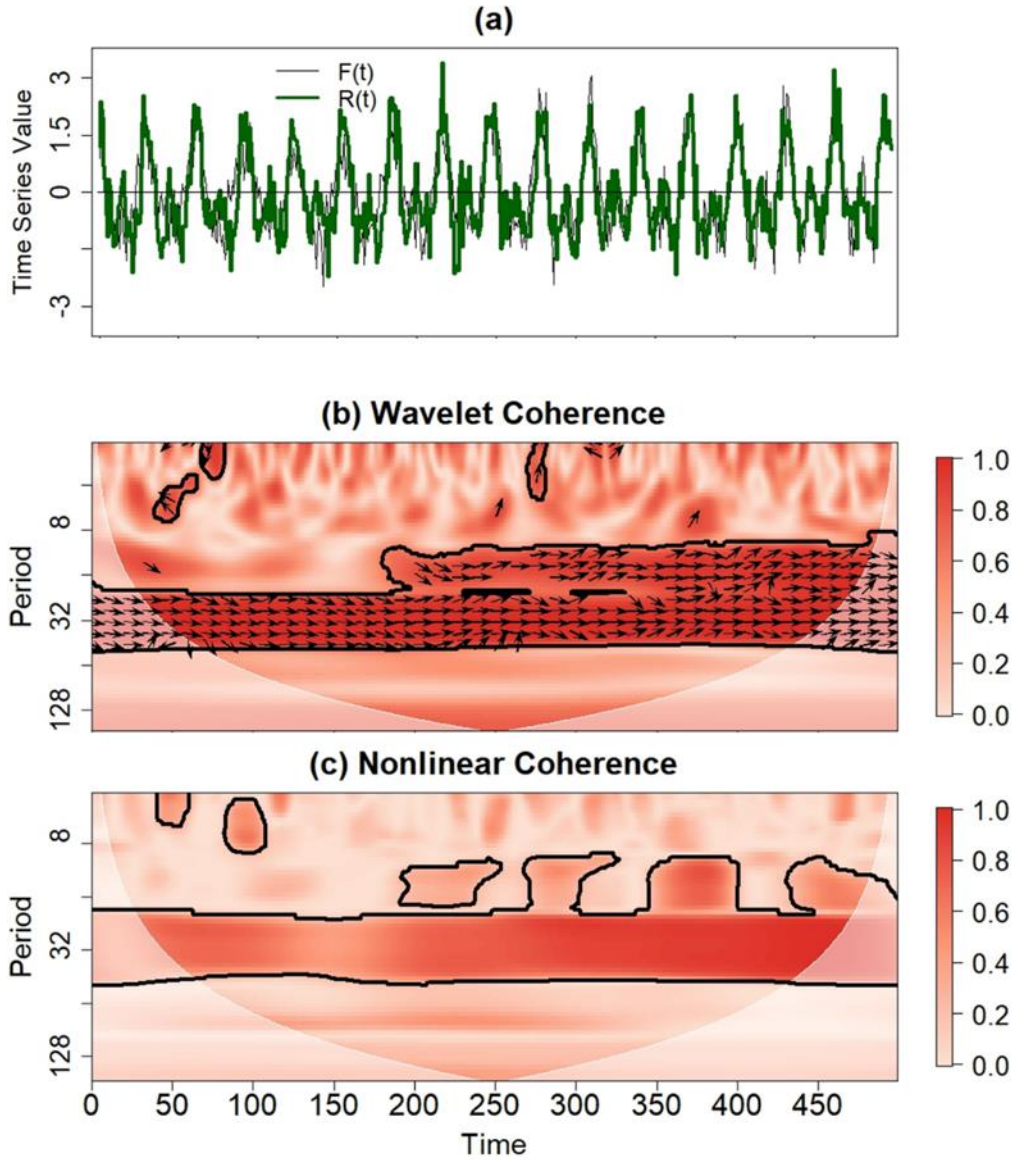 (a)
3
1.5
0
-3
Time Series Value
F(t)
R(t)
(b) Wavelet Coherence
8
32
128
Period
1.0
0.8
0.6
0.4
0.2
0.0
(c) Nonlinear Coherence
8
32
128
Period
1.0
0.8
0.6
0.4
0.2
0.0
0 50 100 150 200 250 300 350 400 450
Time